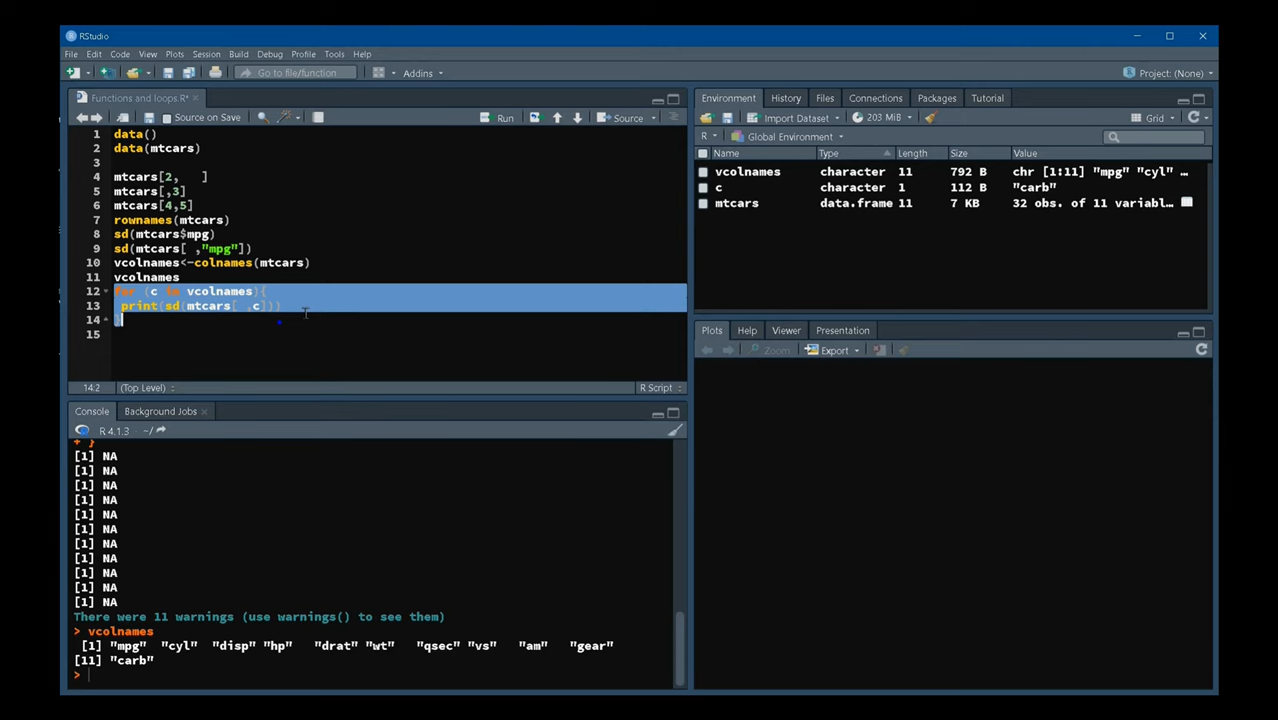 RStudio
File Edit Code View Plots Session Build Debug Profile Tools Help
Go to file/function Addins Project: (None)
Functions and loops.R*
Source on Save Run Source
1 data()
2 data(mtcars)
3
4 mtcars[2,   ]
5 mtcars[,3]
6 mtcars[4,5]
7 rownames(mtcars)
8 sd(mtcars$mpg)
9 sd(mtcars[ ,"mpg"])
10 vcolnames<-colnames(mtcars)
11 vcolnames
12 for (c in vcolnames){
13  print(sd(mtcars[ ,c]))
14 }
15
14:2 (Top Level) R Script
Console Background Jobs
R 4.1.3 · ~/
+ }
[1] NA
[1] NA
[1] NA
[1] NA
[1] NA
[1] NA
[1] NA
[1] NA
[1] NA
[1] NA
[1] NA
There were 11 warnings (use warnings() to see them)
> vcolnames
[1] "mpg" "cyl" "disp" "hp" "drat" "wt" "qsec" "vs" "am" "gear"
[11] "carb"
>
Environment History Files Connections Packages Tutorial
Import Dataset 203 MiB Grid
R Global Environment
Name Type Length Size Value
vcolnames character 11 792 B chr [1:11] "mpg" "cyl" …
c character 1 112 B "carb"
mtcars data.frame 11 7 KB 32 obs. of 11 variabl…
Plots Help Viewer Presentation
Zoom Export